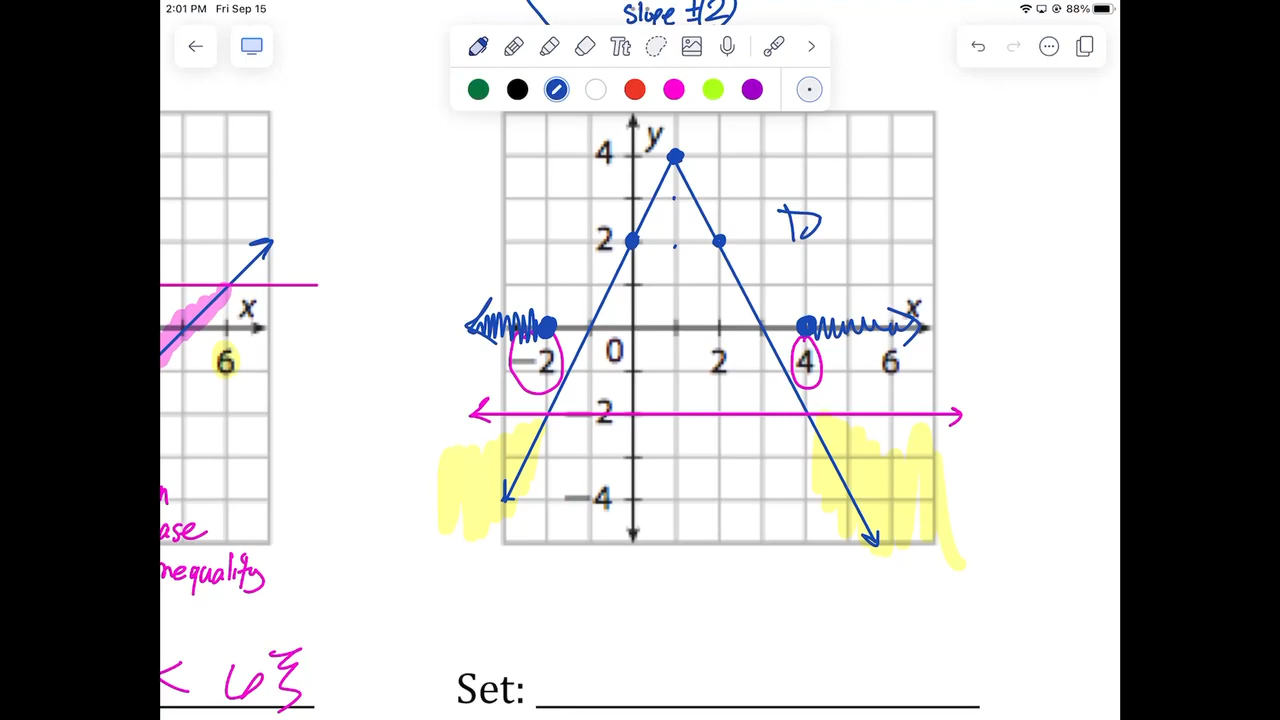 2:01 PM Fri Sep 15
88%
slope #2)
Tt
y
4
2
D
x
x
6
-2
0
2
4
6
-2
-4
ase
nequality
< 6}
Set: